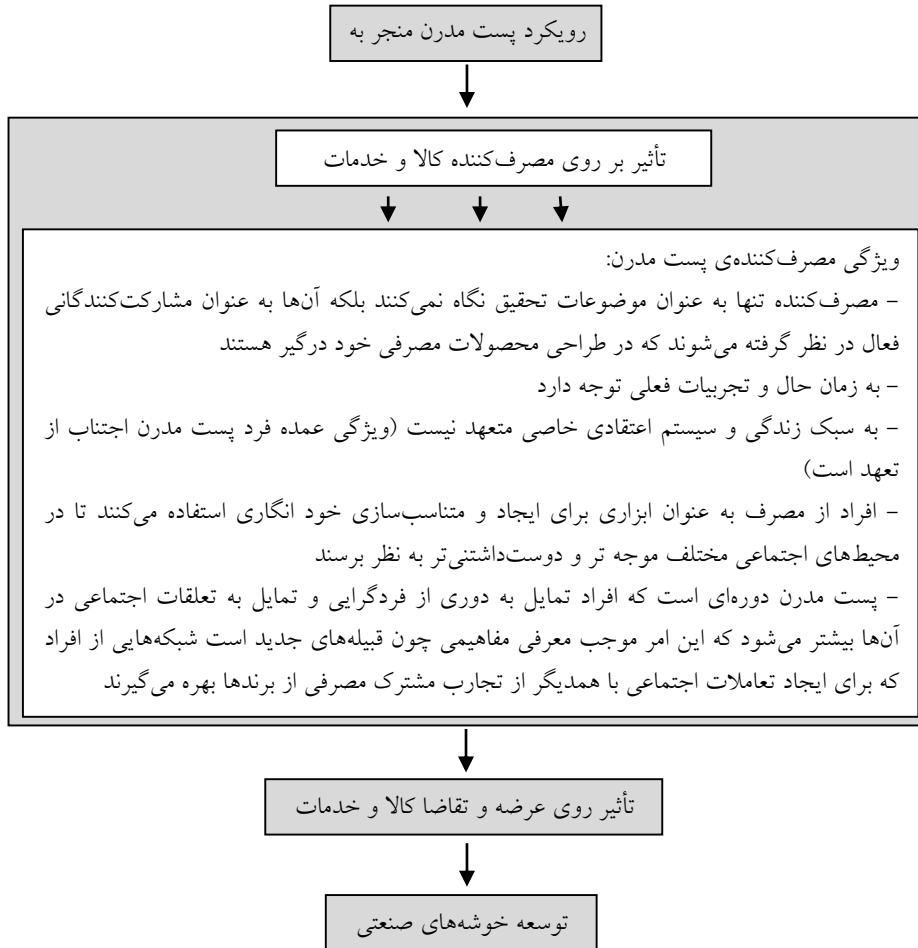 رویکرد پست مدرن منجر به
تأثیر بر روی مصرف‌کننده کالا و خدمات
ویژگی مصرف‌کننده‌ی پست مدرن:
– مصرف‌کننده تنها به عنوان موضوعات تحقیق نگاه نمی‌کنند بلکه آن‌ها به عنوان مشارکت‌کنندگانی
فعال در نظر گرفته می‌شوند که در طراحی محصولات مصرفی خود درگیر هستند
– به زمان حال و تجربیات فعلی توجه دارد
– به سبک زندگی و سیستم اعتقادی خاصی متعهد نیست (ویژگی عمده فرد پست مدرن اجتناب از
تعهد است)
– افراد از مصرف به عنوان ابزاری برای ایجاد و متناسب‌سازی خود انگاری استفاده می‌کنند تا در
محیط‌های اجتماعی مختلف موجه تر و دوست‌داشتنی‌تر به نظر برسند
– پست مدرن دوره‌ای است که افراد تمایل به دوری از فردگرایی و تمایل به تعلقات اجتماعی در
آن‌ها بیشتر می‌شود که این امر موجب معرفی مفاهیمی چون قبیله‌های جدید است شبکه‌هایی از افراد
که برای ایجاد تعاملات اجتماعی با همدیگر از تجارب مشترک مصرفی از برندها بهره می‌گیرند
تأثیر روی عرضه و تقاضا کالا و خدمات
توسعه خوشه‌های صنعتی